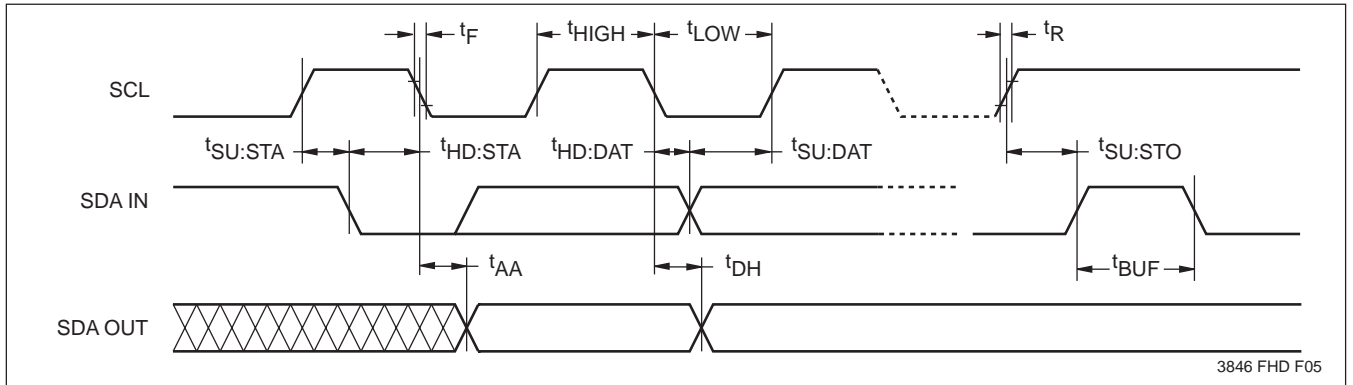 tF
tHIGH
tLOW
tR
SCL
tSU:STA
tHD:STA
tHD:DAT
tSU:DAT
tSU:STO
SDA IN
tAA
tDH
tBUF
SDA OUT
3846 FHD F05